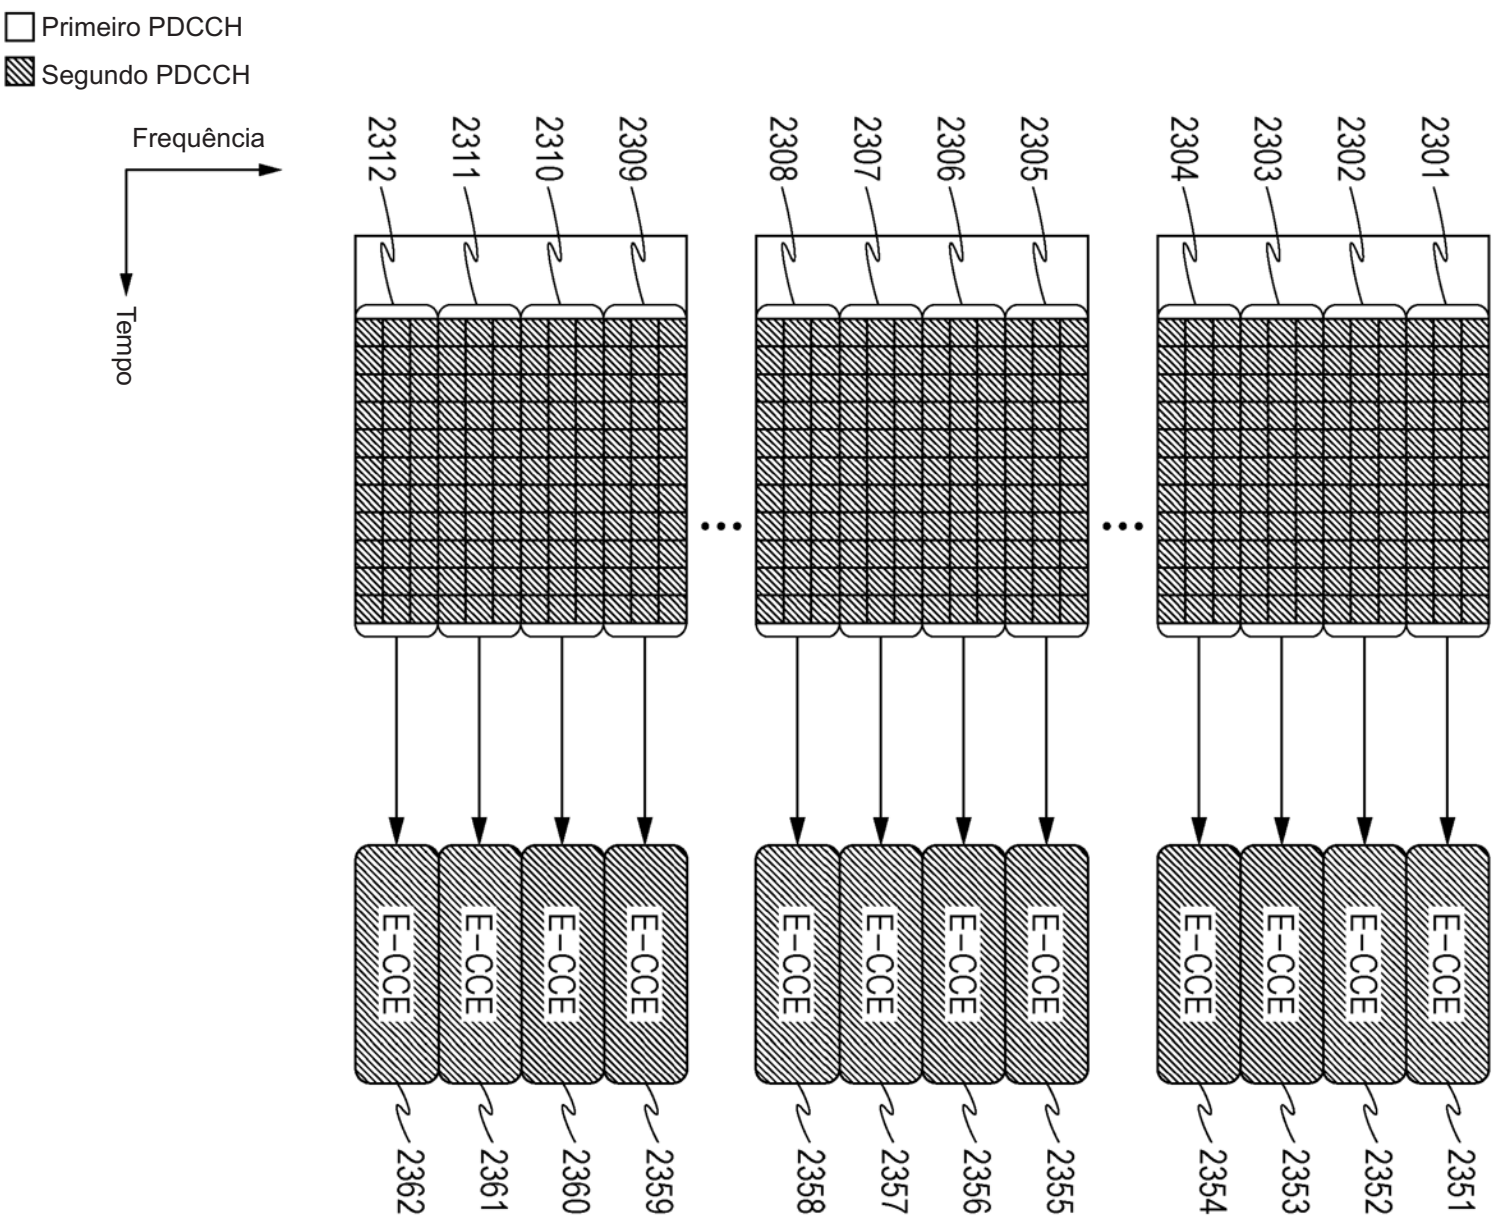 Primeiro PDCCH
Segundo PDCCH
Frequência
Tempo
2312
2311
2310
2309
2308
2307
2306
2305
2304
2303
2302
2301
E-CCE
E-CCE
E-CCE
E-CCE
E-CCE
E-CCE
E-CCE
E-CCE
E-CCE
E-CCE
E-CCE
E-CCE
2362
2361
2360
2359
2358
2357
2356
2355
2354
2353
2352
2351